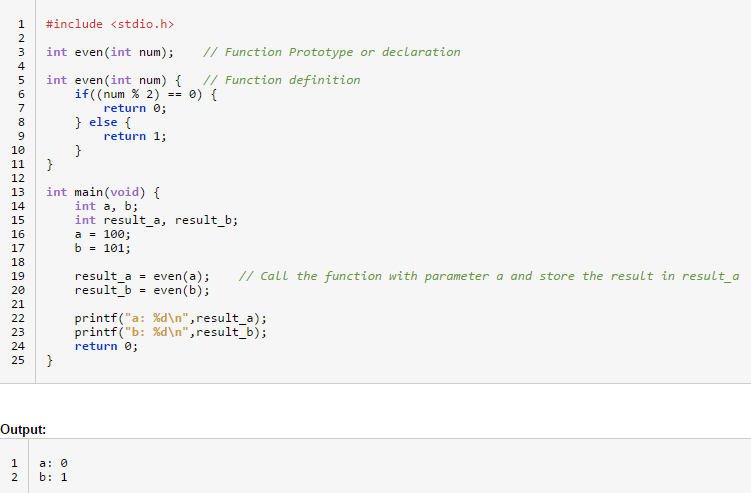 1 #include <stdio.h>
2
3 int even(int num);    // Function Prototype or declaration
4
5 int even(int num) {   // Function definition
6     if((num % 2) == 0) {
7         return 0;
8     } else {
9         return 1;
10     }
11 }
12
13 int main(void) {
14     int a, b;
15     int result_a, result_b;
16     a = 100;
17     b = 101;
18
19     result_a = even(a);    // Call the function with parameter a and store the result in result_a
20     result_b = even(b);
21
22     printf("a: %d\n",result_a);
23     printf("b: %d\n",result_b);
24     return 0;
25 }
Output:
1 a: 0
2 b: 1